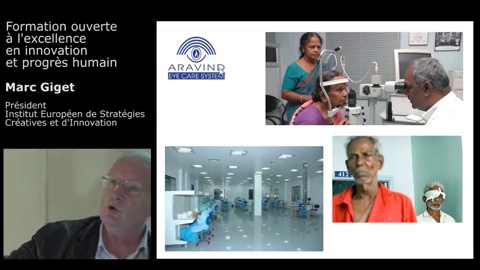 Formation ouverte
à l'excellence
en innovation
et progrès humain
Marc Giget
Président
Institut Européen de Stratégies
Créatives et d'Innovation
ARAVIND
EYE CARE SYSTEM
413